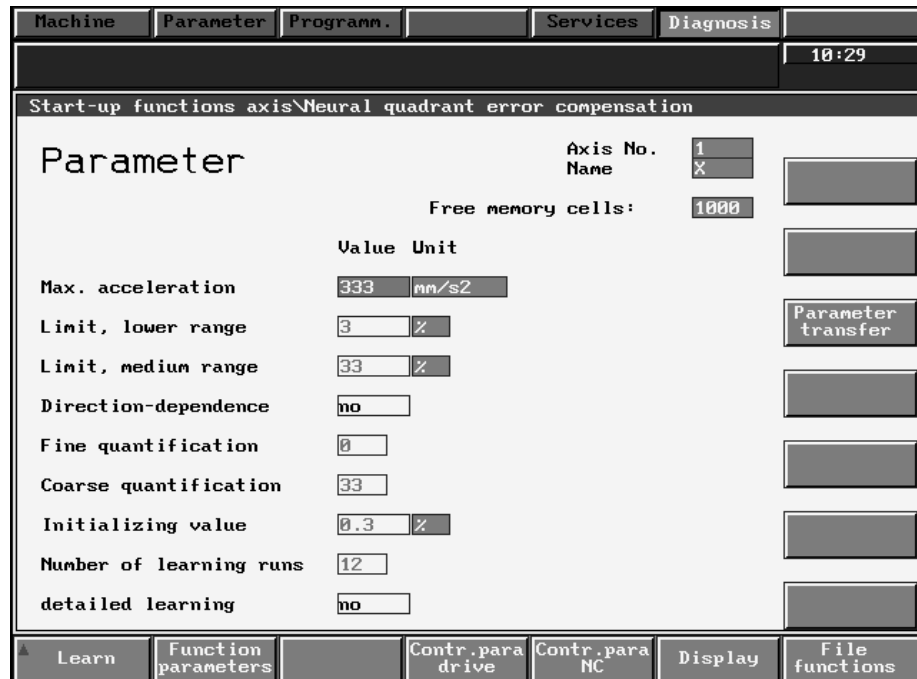 Machine Parameter Programm. Services Diagnosis
10:29
Start-up functions axis\Neural quadrant error compensation
Parameter
Axis No. 1
Name X
Free memory cells: 1000
Value Unit
Max. acceleration 333 mm/s2
Limit, lower range 3 %
Limit, medium range 33 %
Direction-dependence no
Fine quantification 0
Coarse quantification 33
Initializing value 0.3 %
Number of learning runs 12
detailed learning no
Parameter
transfer
Learn Function parameters Contr.para drive Contr.para NC Display File functions